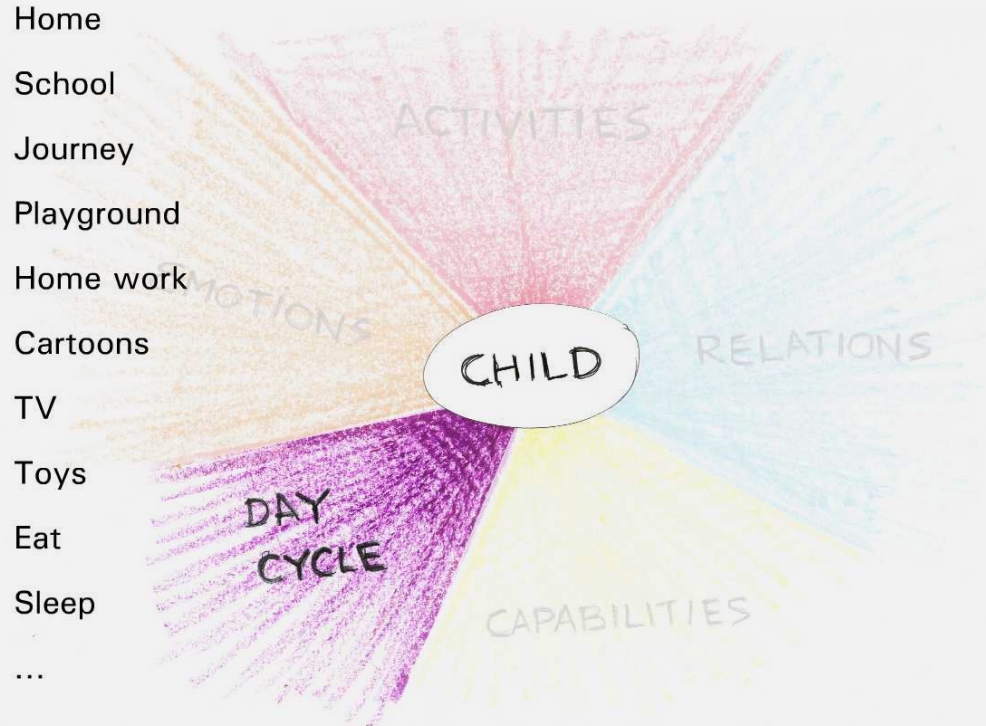 Home
School
Journey
Playground
Home work
Cartoons
TV
Toys
Eat
Sleep
...
ACTIVITIES
EMOTIONS
RELATIONS
CHILD
DAY
CYCLE
CAPABILITIES